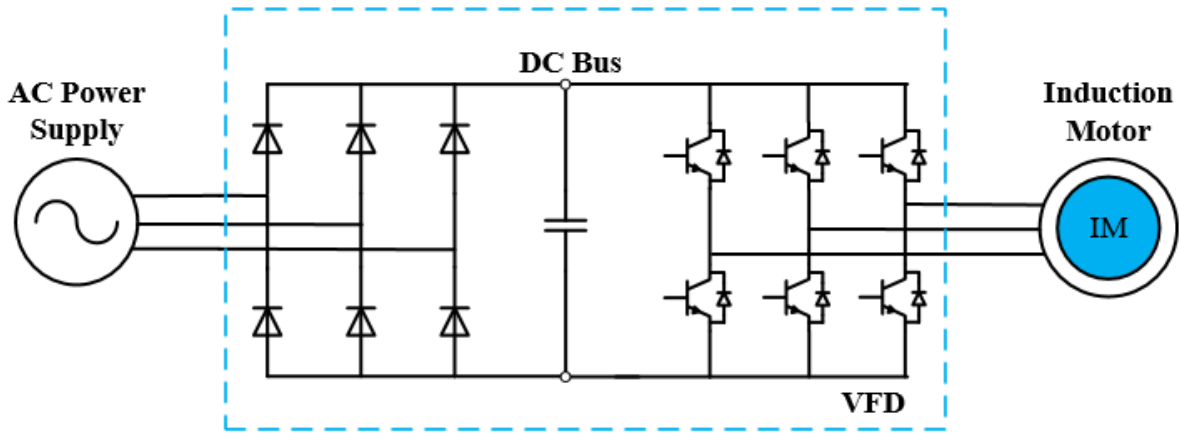 AC Power
Supply
DC Bus
Induction
Motor
IM
VFD